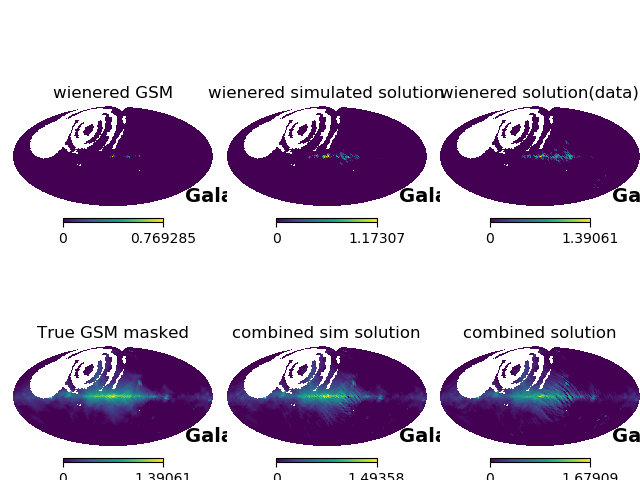 wienered GSM wienered simulated solution wienered solution(data)
Gala Gala Ga
0 0.769285 0 1.17307 0 1.39061
True GSM masked combined sim solution combined solution
Gala Gala Ga
0 1.39061 0 1.49358 0 1.67909